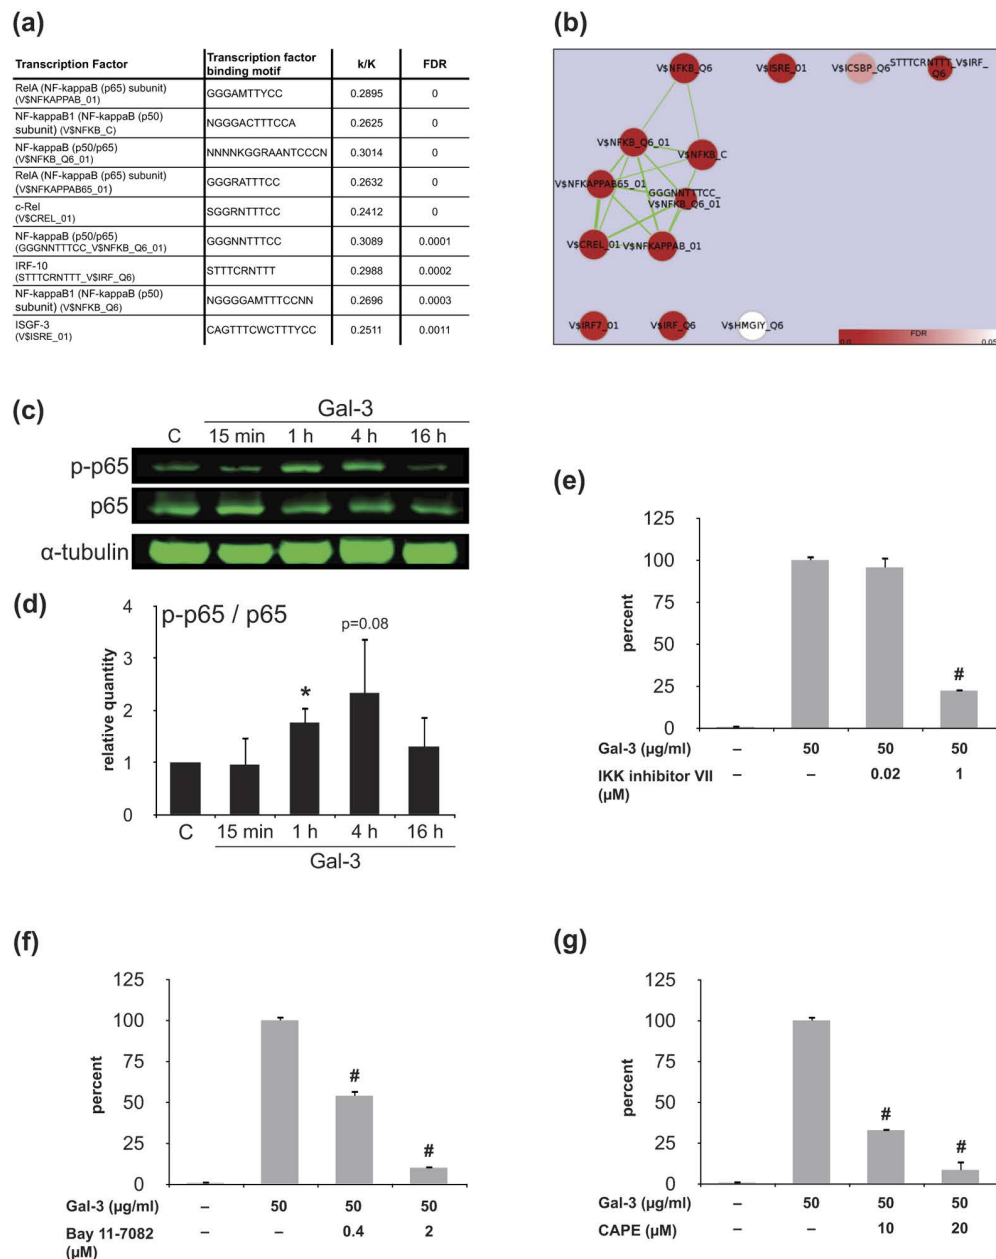 (a)
Transcription Factor
Transcription factor
binding motif
k/K
FDR
RelA (NF-kappaB (p65) subunit)
(V$NFKAPPAB_01)
GGGAMTTYCC
0.2895
0
NF-kappaB1 (NF-kappaB (p50)
subunit) (V$NFKB_C)
NGGGACTTTCCA
0.2625
0
NF-kappaB (p50/p65)
(V$NFKB_Q6_01)
NNNNKGGRAANTCCCN
0.3014
0
RelA (NF-kappaB (p65) subunit)
(V$NFKAPPAB65_01)
GGGRATTTCC
0.2632
0
c-Rel
(V$CREL_01)
SGGRNTTTCC
0.2412
0
NF-kappaB (p50/p65)
(GGGNNTTTCC_V$NFKB_Q6_01)
GGGNNTTTCC
0.3089
0.0001
IRF-10
(STTTCRNTTT_V$IRF_Q6)
STTTCRNTTT
0.2988
0.0002
NF-kappaB1 (NF-kappaB (p50)
subunit) (V$NFKB_Q6)
NGGGGAMTTTCCNN
0.2696
0.0003
ISGF-3
(V$ISRE_01)
CAGTTTCWCTTTYCC
0.2511
0.0011
(b)
V$NFKB_Q6
V$ISRE_01
V$ICSBP_Q6
STTTCRNTTT_V$IRF_
Q6
V$NFKB_Q6_01
V$NFKB_C
V$NFKAPPAB65_01
GGGNNTTTCC_
V$NFKB_Q6_01
V$CREL_01
V$NFKAPPAB_01
V$IRF7_01
V$IRF_Q6
V$HMGIY_Q6
FDR
0.0
0.05
(c)
Gal-3
C 15 min 1 h 4 h 16 h
p-p65
p65
α-tubulin
(d)
p-p65 / p65
relative quantity
4
3
2
1
0
*
p=0.08
C 15 min 1 h 4 h 16 h
Gal-3
(e)
percent
125
100
75
50
25
0
#
Gal-3 (µg/ml) – 50 50 50
IKK inhibitor VII – – 0.02 1
(µM)
(f)
percent
125
100
75
50
25
0
#
#
Gal-3 (µg/ml) – 50 50 50
Bay 11-7082 – – 0.4 2
(µM)
(g)
percent
125
100
75
50
25
0
#
#
Gal-3 (µg/ml) – 50 50 50
CAPE (µM) – – 10 20